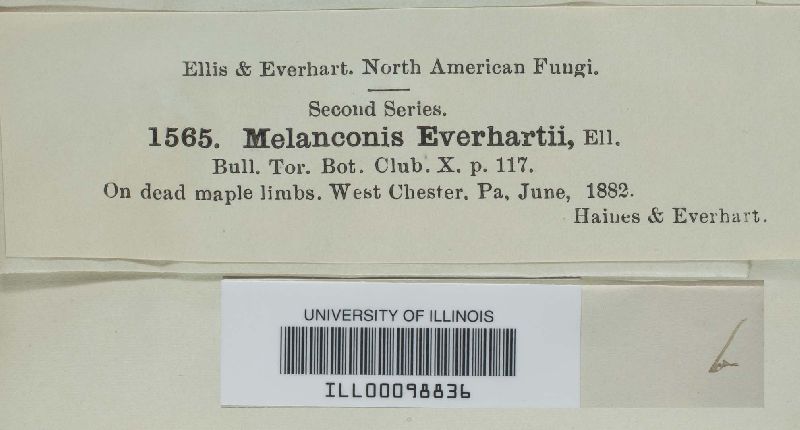 Ellis & Everhart. North American Fungi.
Second Series.
1565. Melanconis Everhartii, Ell.
Bull. Tor. Bot. Club. X. p. 117.
On dead maple limbs. West Chester. Pa, June, 1882.
Haines & Everhart.
UNIVERSITY OF ILLINOIS
ILL00098836